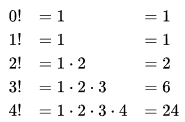 0! = 1 = 1
1! = 1 = 1
2! = 1 · 2 = 2
3! = 1 · 2 · 3 = 6
4! = 1 · 2 · 3 · 4 = 24